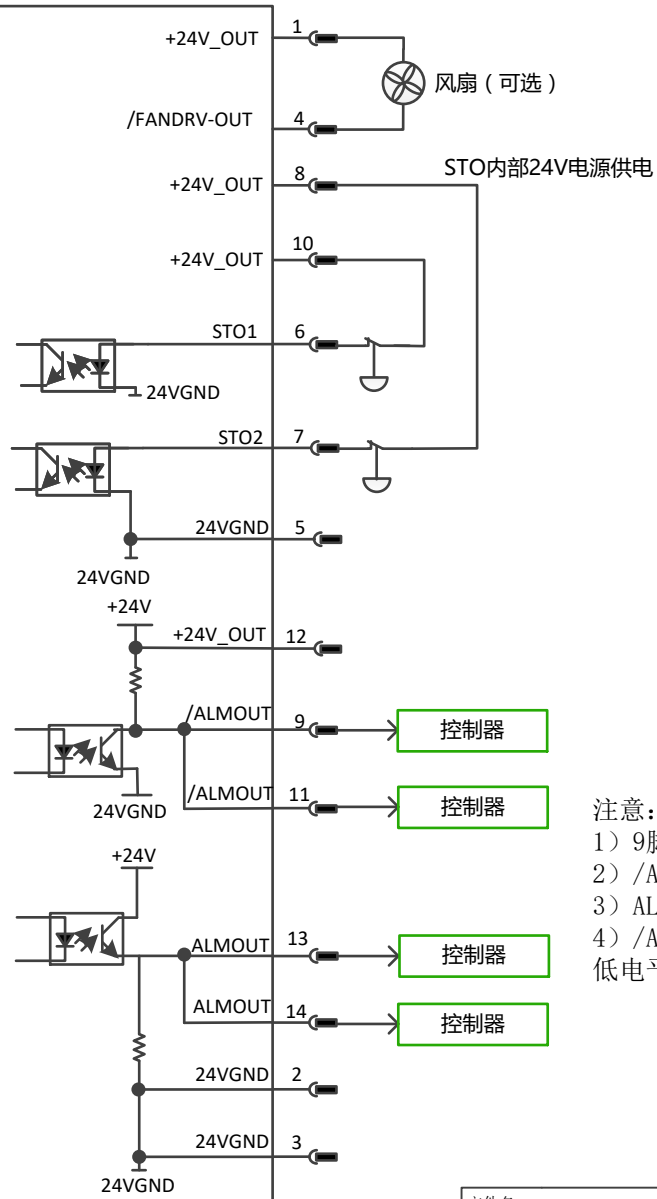 +24V_OUT 1
风扇（可选）
/FANDRV-OUT 4
STO内部24V电源供电
+24V_OUT 8
+24V_OUT 10
STO1 6
24VGND
STO2 7
24VGND 5
24VGND
+24V
+24V_OUT 12
/ALMOUT 9 控制器
/ALMOUT 11 控制器
24VGND
注意：
1）9脚
2）/A
3）AL
4）/A
低电平
+24V
ALMOUT 13 控制器
ALMOUT 14 控制器
24VGND 2
24VGND 3
24VGND